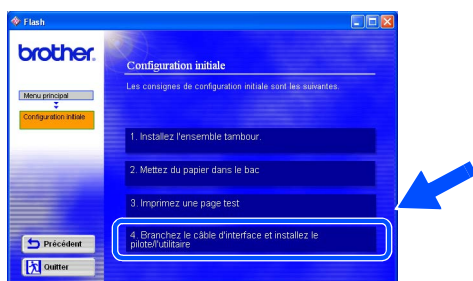 Flash
brother.
Menu principal
Configuration initiale
Configuration initiale
Les consignes de configuration initiale sont les suivantes.
1. Installez l'ensemble tambour.
2. Mettez du papier dans le bac
3. Imprimez une page test
4. Branchez le câble d'interface et installez le
pilote/l'utilitaire
Précédent
Quitter